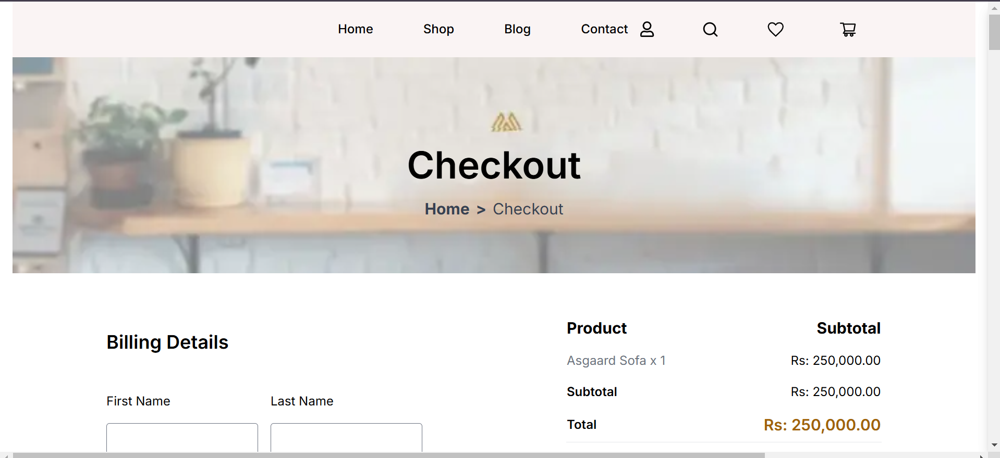 Home Shop Blog Contact
Checkout
Home > Checkout
Billing Details
First Name Last Name
Product Subtotal
Asgaard Sofa x 1 Rs: 250,000.00
Subtotal Rs: 250,000.00
Total Rs: 250,000.00